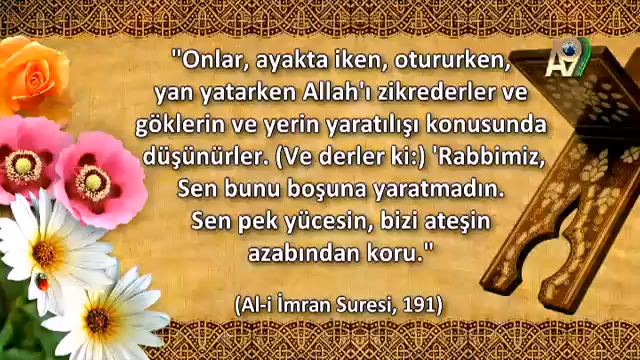 "Onlar, ayakta iken, otururken,
yan yatarken Allah'ı zikrederler ve
göklerin ve yerin yaratılışı konusunda
düşünürler. (Ve derler ki:) 'Rabbimiz,
Sen bunu boşuna yaratmadın.
Sen pek yücesin, bizi ateşin
azabından koru."
(Al-i İmran Suresi, 191)
A9